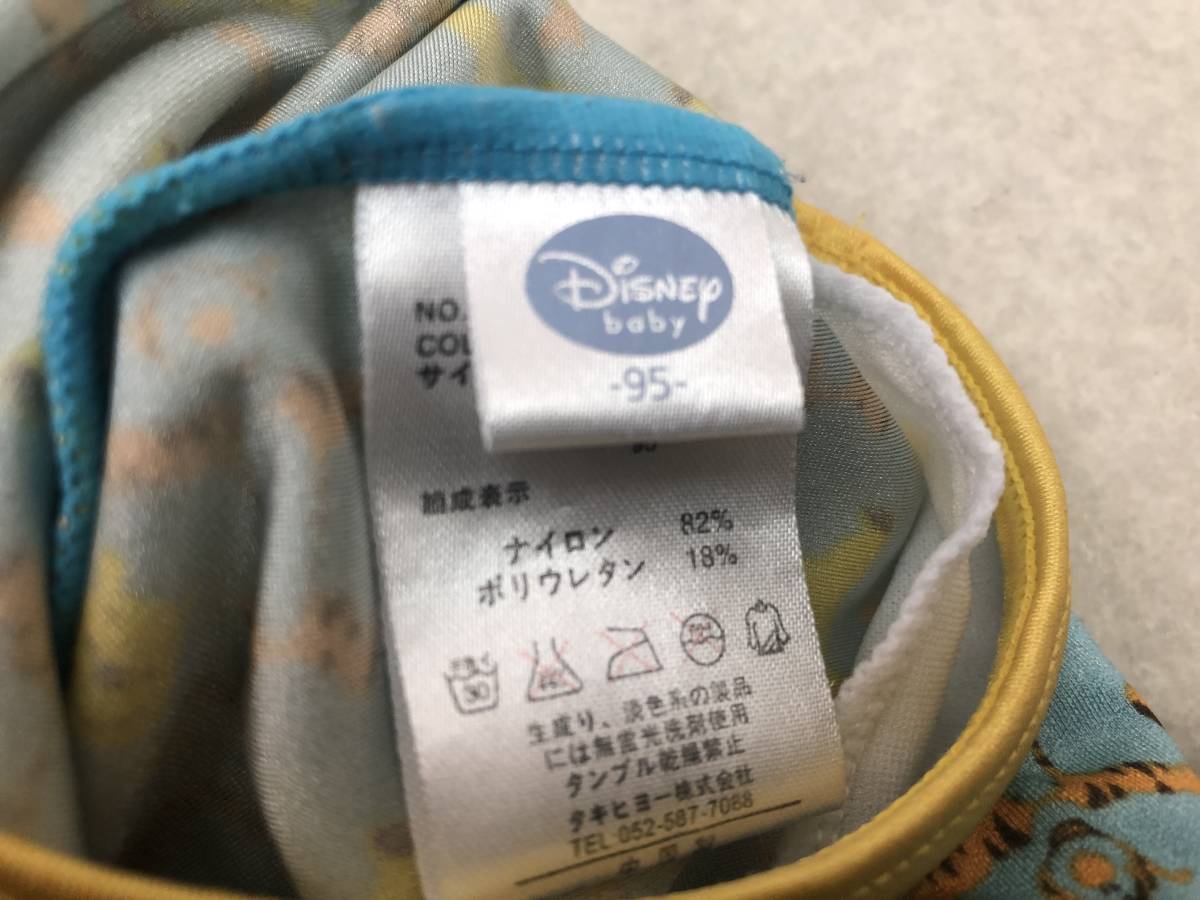 Disney
baby
-95-
NO.
COL
サイ
組成表示
ナイロン 82%
ポリウレタン 18%
30
生成り、淡色系の製品
には無蛍光洗剤使用
タンブル乾燥禁止
タキヒヨー株式会社
TEL.052-587-7088
中国製